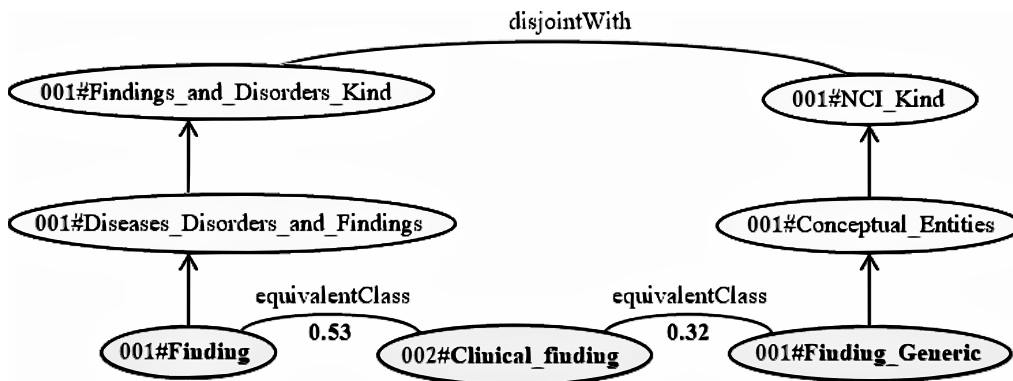 disjointWith
001#Findings_and_Disorders_Kind
001#NCI_Kind
001#Diseases_Disorders_and_Findings
001#Conceptual_Entities
equivalentClass
equivalentClass
0.53
0.32
001#Finding
002#Clinical_finding
001#Finding_Generic